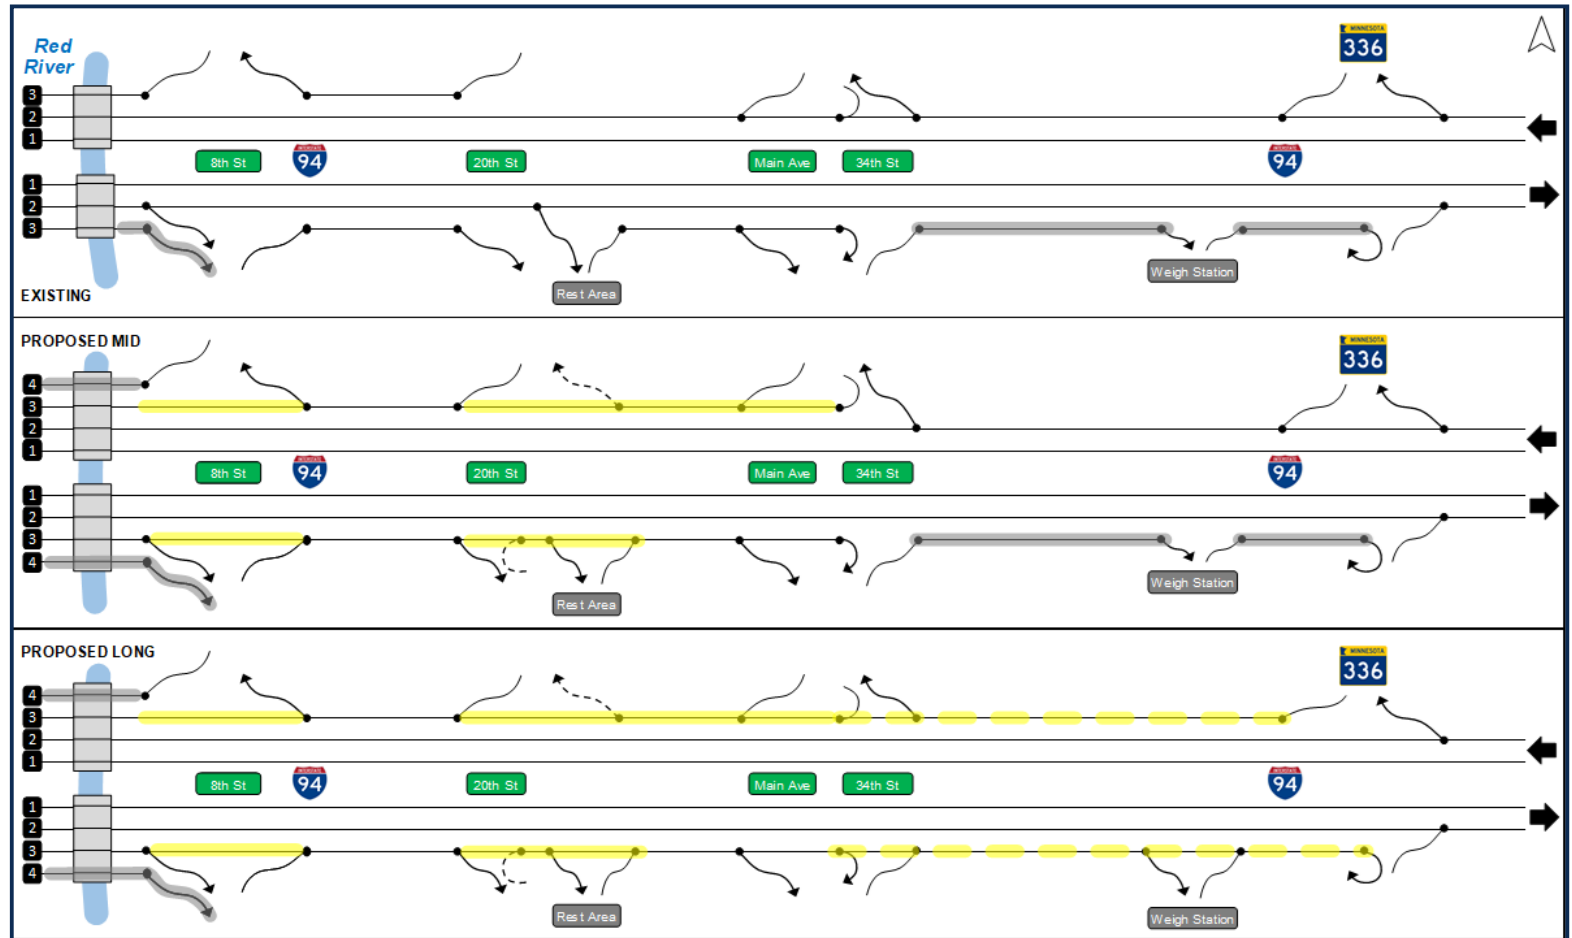 Red
River
MINNESOTA
336
3
2
1
8th St
94
20th St
Main Ave
34th St
94
1
2
3
Weigh Station
Rest Area
EXISTING
PROPOSED MID
MINNESOTA
336
4
3
2
1
8th St
94
20th St
Main Ave
34th St
94
1
2
3
4
Weigh Station
Rest Area
PROPOSED LONG
MINNESOTA
336
4
3
2
1
8th St
94
20th St
Main Ave
34th St
94
1
2
3
4
Rest Area
Weigh Station